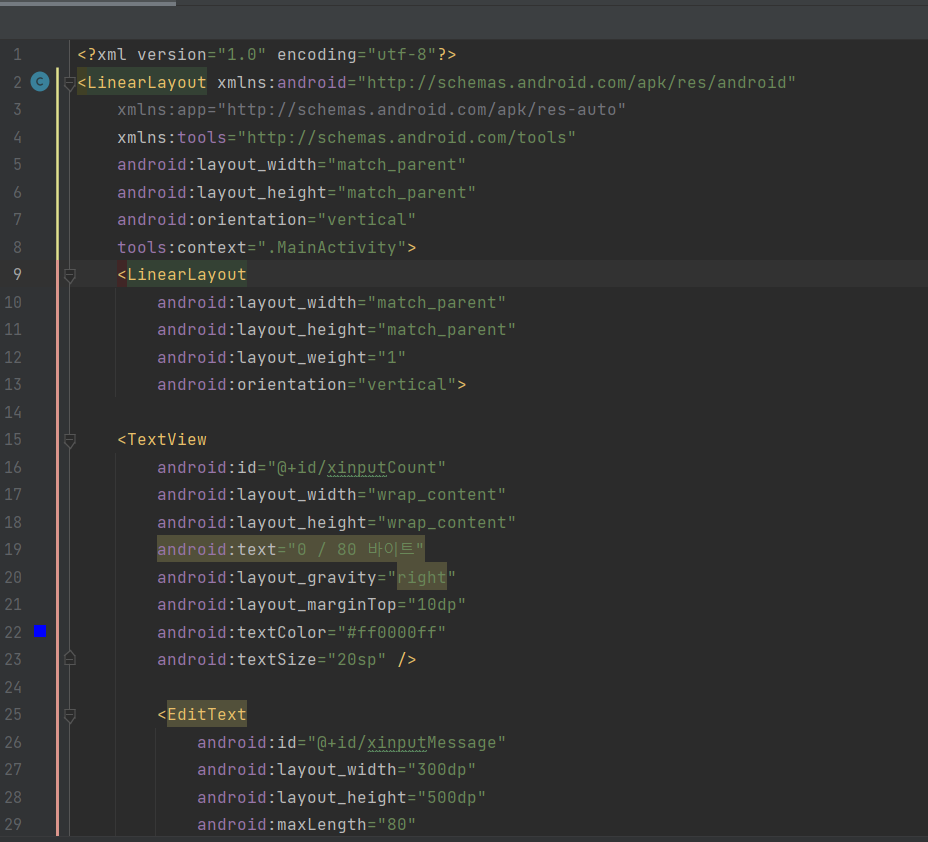 1 <?xml version="1.0" encoding="utf-8"?>
2 C <LinearLayout xmlns:android="http://schemas.android.com/apk/res/android"
3 xmlns:app="http://schemas.android.com/apk/res-auto"
4 xmlns:tools="http://schemas.android.com/tools"
5 android:layout_width="match_parent"
6 android:layout_height="match_parent"
7 android:orientation="vertical"
8 tools:context=".MainActivity">
9 <LinearLayout
10 android:layout_width="match_parent"
11 android:layout_height="match_parent"
12 android:layout_weight="1"
13 android:orientation="vertical">
14
15 <TextView
16 android:id="@+id/xinputCount"
17 android:layout_width="wrap_content"
18 android:layout_height="wrap_content"
19 android:text="0 / 80 바이트"
20 android:layout_gravity="right"
21 android:layout_marginTop="10dp"
22 android:textColor="#ff0000ff"
23 android:textSize="20sp" />
24
25 <EditText
26 android:id="@+id/xinputMessage"
27 android:layout_width="300dp"
28 android:layout_height="500dp"
29 android:maxLength="80"